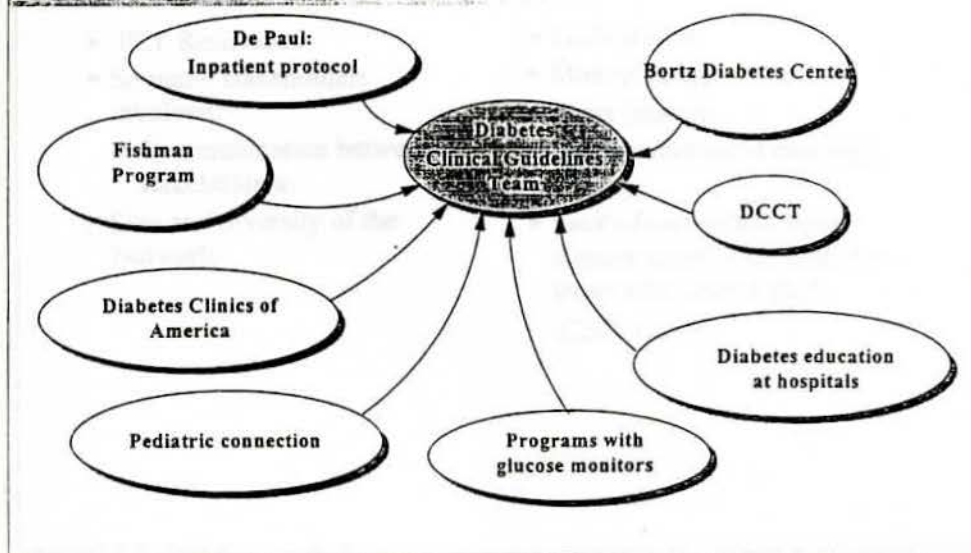 De Paul:
Inpatient protocol
Bortz Diabetes Center
Diabetes
Clinical Guidelines
Team
Fishman
Program
DCCT
Diabetes Clinics of
America
Diabetes education
at hospitals
Pediatric connection
Programs with
glucose monitors